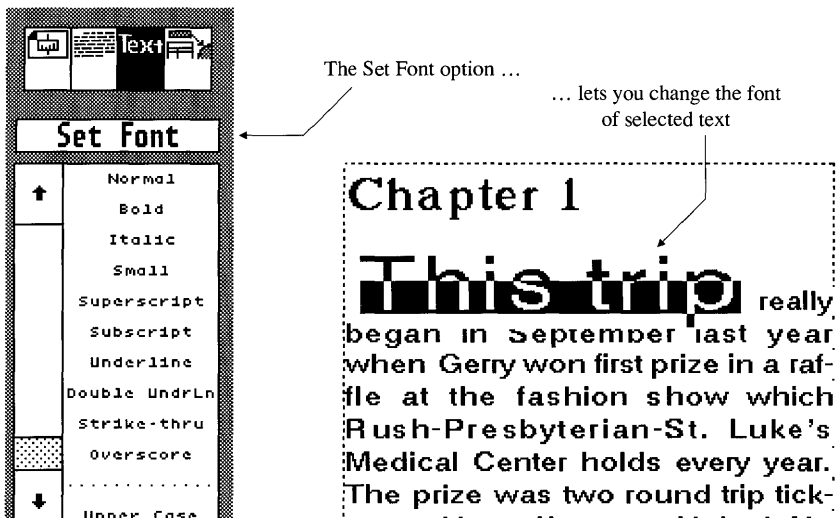 Text
Set Font
Normal
Bold
Italic
Small
Superscript
Subscript
Underline
Double UndrLn
Strike-thru
Overscore
Upper Case
The Set Font option …
… lets you change the font
of selected text
Chapter 1
This trip really
began in September last year
when Gerry won first prize in a raf-
fle at the fashion show which
Rush-Presbyterian-St. Luke's
Medical Center holds every year.
The prize was two round trip tick-